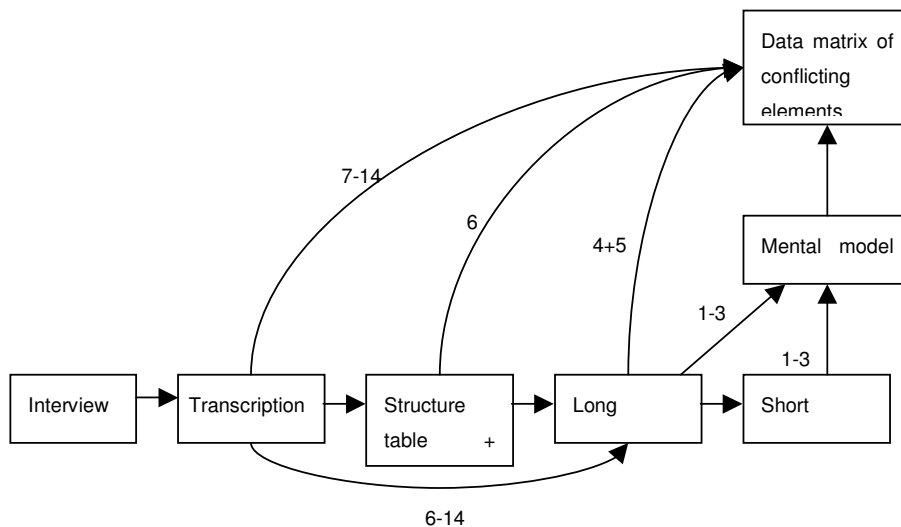 Data matrix of
conflicting
elements
7-14
6
4+5
Mental model
1-3
1-3
Interview
Transcription
Structure
table +
Long
Short
6-14